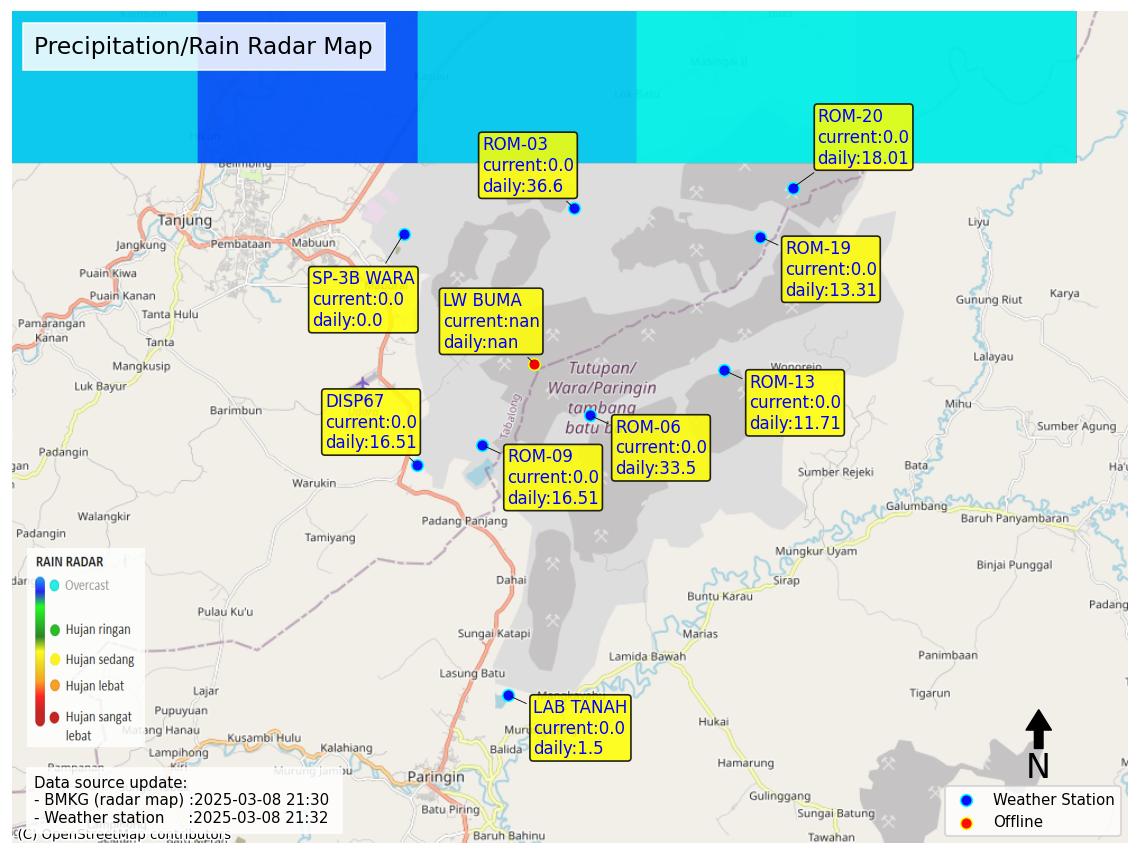 Precipitation/Rain Radar Map
ROM-20
current:0.0
daily:18.01
ROM-03
current:0.0
daily:36.6
Belimbing
Tanjung
Jangkung
Pembataan
Mabuun
Liyu
ROM-19
current:0.0
daily:13.31
Puain Kiwa
Puain Kanan
SP-3B WARA
current:0.0
daily:0.0
LW BUMA
current:nan
daily:nan
Gunung Riut
Karya
Tanta Hulu
Pamarangan
Kanan
Tanta
Mangkusip
Luk Bayur
Lalayau
Wonorejo
Tutupan/
Wara/Paringin
tambang
batu b
Tabalong
ROM-13
current:0.0
daily:11.71
DISP67
current:0.0
daily:16.51
Barimbun
Mihu
ROM-06
current:0.0
daily:33.5
Sumber Agung
ROM-09
current:0.0
daily:16.51
Bata
Sumber Rejeki
Warukin
Galumbang
Baruh Panyambaran
Walangkir
Padangin
Padang Panjang
Tamiyang
Mungkur Uyam
Binjai Punggal
RAIN RADAR
Overcast
Hujan ringan
Hujan sedang
Hujan lebat
Hujan sangat
lebat
Dahai
Sirap
Buntu Karau
Padang
Pulau Ku'u
Sungai Katapi
Marias
Lamida Bawah
Panimbaan
Lasung Batu
Tigarun
Lajar
Pupuyuan
LAB TANAH
current:0.0
daily:1.5
Matang Hanau
Kusambi Hulu
Kalahiang
Lampihong
Balida
Hukai
Hamarung
Murung Jambu
Paringin
N
Data source update:
- BMKG (radar map) :2025-03-08 21:30
- Weather station :2025-03-08 21:32
Batu Piring
Gulinggang
Sungai Batung
Weather Station
Offline
(C) OpenStreetMap contributors
Baruh Bahinu
Tawahan